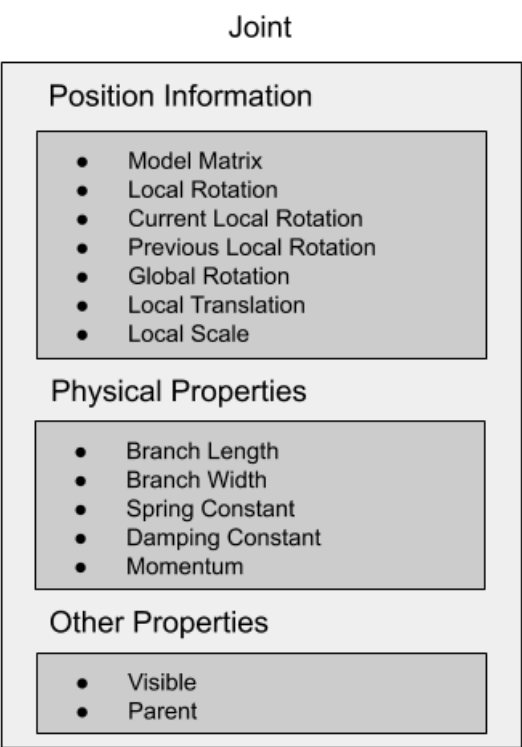 Joint
Position Information
● Model Matrix
● Local Rotation
● Current Local Rotation
● Previous Local Rotation
● Global Rotation
● Local Translation
● Local Scale
Physical Properties
● Branch Length
● Branch Width
● Spring Constant
● Damping Constant
● Momentum
Other Properties
● Visible
● Parent